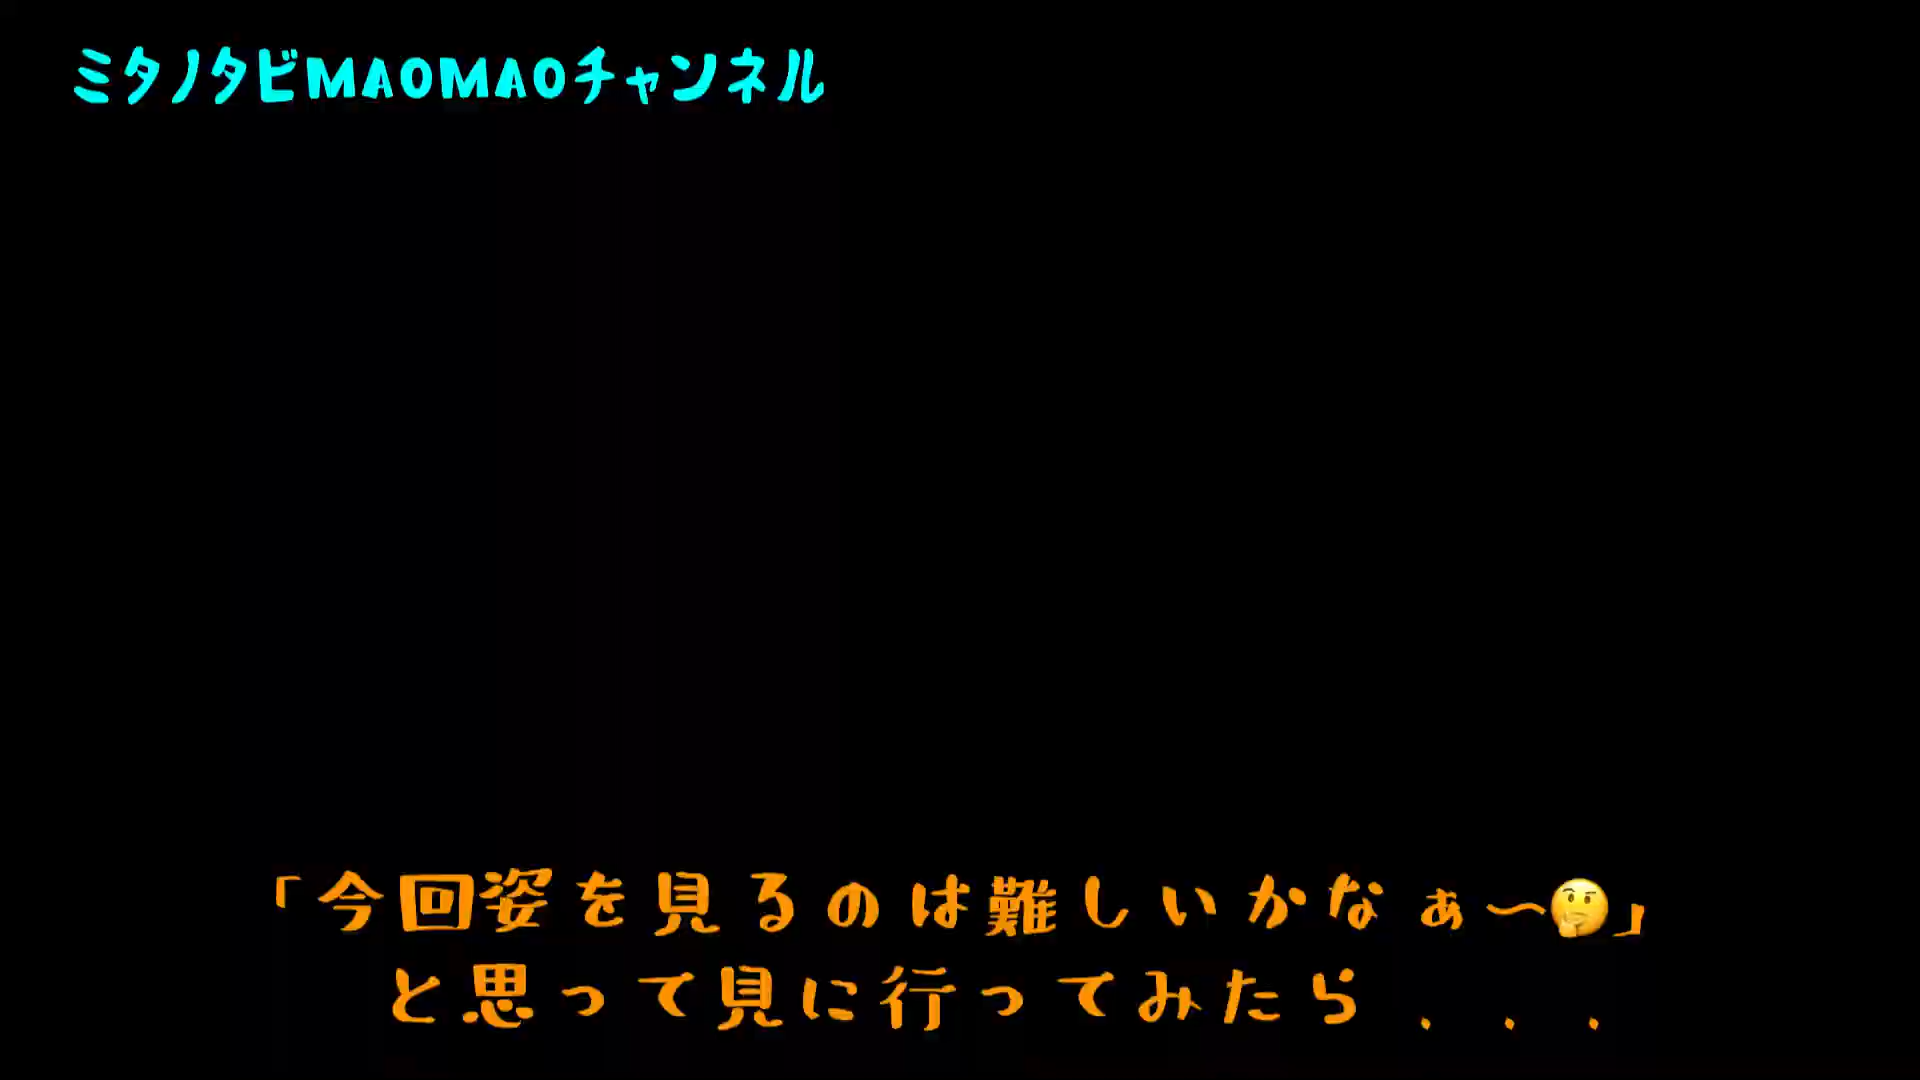 ミタノタビMAOMAOチャンネル
「今回姿を見るのは難しいかなぁ〜🤔」
と思って見に行ってみたら．．．